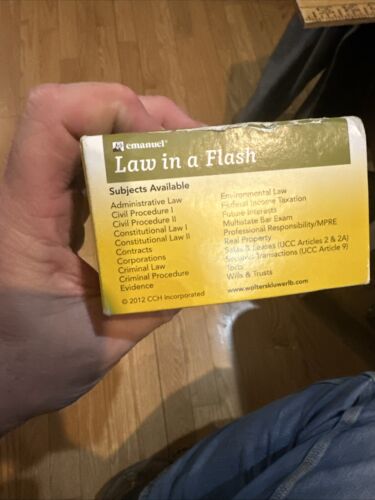 emanuel®
Law in a Flash
Subjects Available
Administrative Law
Civil Procedure I
Civil Procedure II
Constitutional Law I
Constitutional Law II
Contracts
Corporations
Criminal Law
Criminal Procedure
Evidence
Environmental Law
Federal Income Taxation
Future Interests
Multistate Bar Exam
Professional Responsibility/MPRE
Real Property
Sales & Leases (UCC Articles 2 & 2A)
Secured Transactions (UCC Article 9)
Torts
Wills & Trusts
© 2012 CCH Incorporated
www.wolterskluwerlb.com